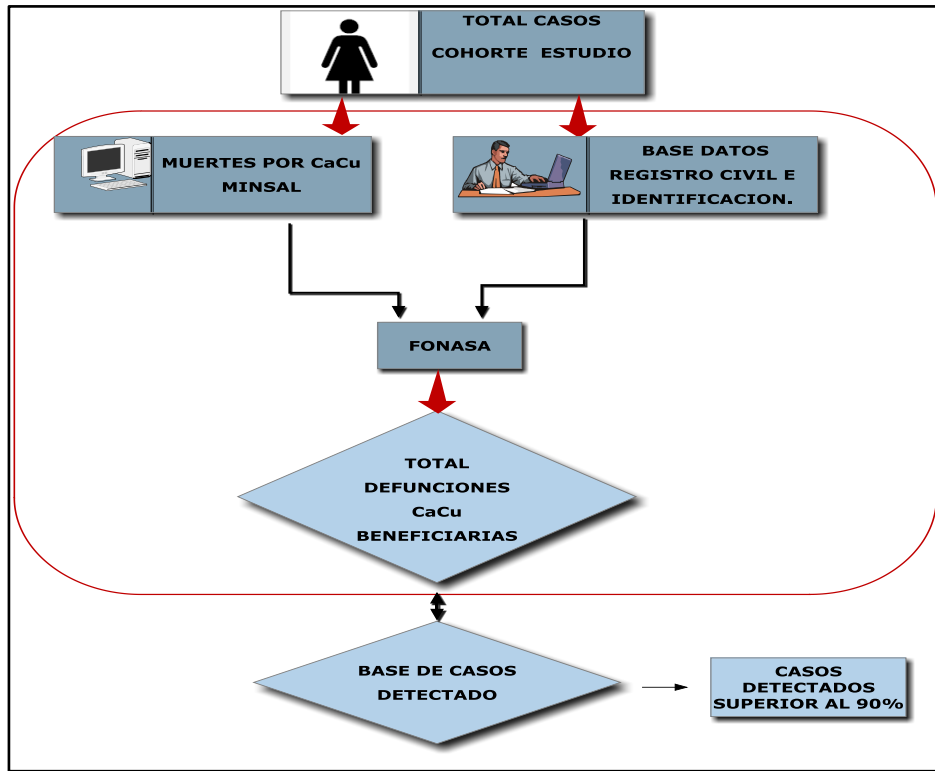 TOTAL CASOS
COHORTE ESTUDIO
MUERTES POR CaCu
MINSAL
BASE DATOS
REGISTRO CIVIL E
IDENTIFICACION.
FONASA
TOTAL
DEFUNCIONES
CaCu
BENEFICIARIAS
BASE DE CASOS
DETECTADO
CASOS
DETECTADOS
SUPERIOR AL 90%